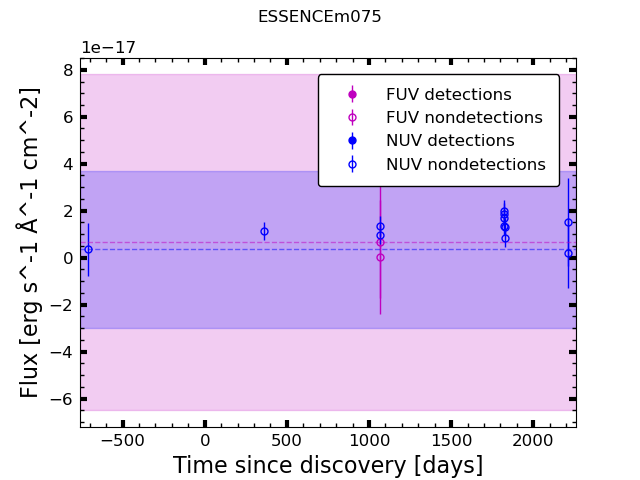 ESSENCEm075
1e−17
8
6
4
2
0
−2
−4
−6
Flux [erg s^-1 Å^-1 cm^-2]
FUV detections
FUV nondetections
NUV detections
NUV nondetections
−500 0 500 1000 1500 2000
Time since discovery [days]